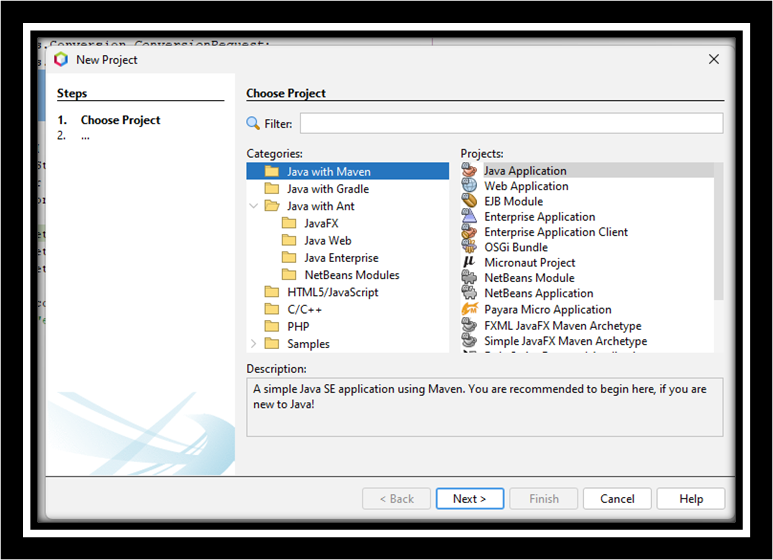 s.Conversion.ConversionRequest;
New Project
Steps
1. Choose Project
2. ...
Choose Project
Filter:
Categories:
Java with Maven
Java with Gradle
Java with Ant
JavaFX
Java Web
Java Enterprise
NetBeans Modules
HTML5/JavaScript
C/C++
PHP
Samples
Projects:
Java Application
Web Application
EJB Module
Enterprise Application
Enterprise Application Client
OSGi Bundle
Micronaut Project
NetBeans Module
NetBeans Application
Payara Micro Application
FXML JavaFX Maven Archetype
Simple JavaFX Maven Archetype
Description:
A simple Java SE application using Maven. You are recommended to begin here, if you are
new to Java!
< Back
Next >
Finish
Cancel
Help